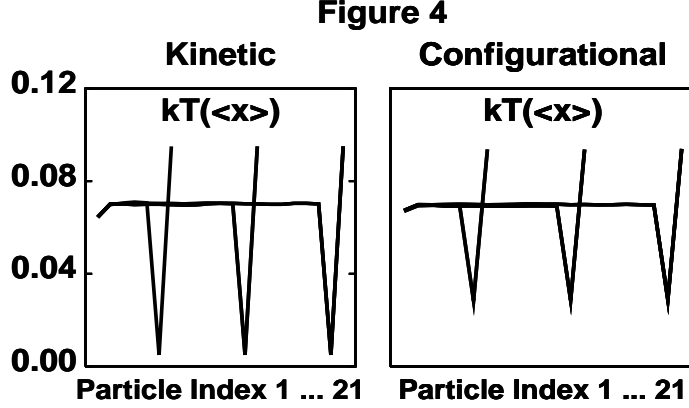 Figure 4
Kinetic
Configurational
0.12
0.08
0.04
0.00
kT(<x>)
kT(<x>)
Particle Index 1 ... 21
Particle Index 1 ... 21